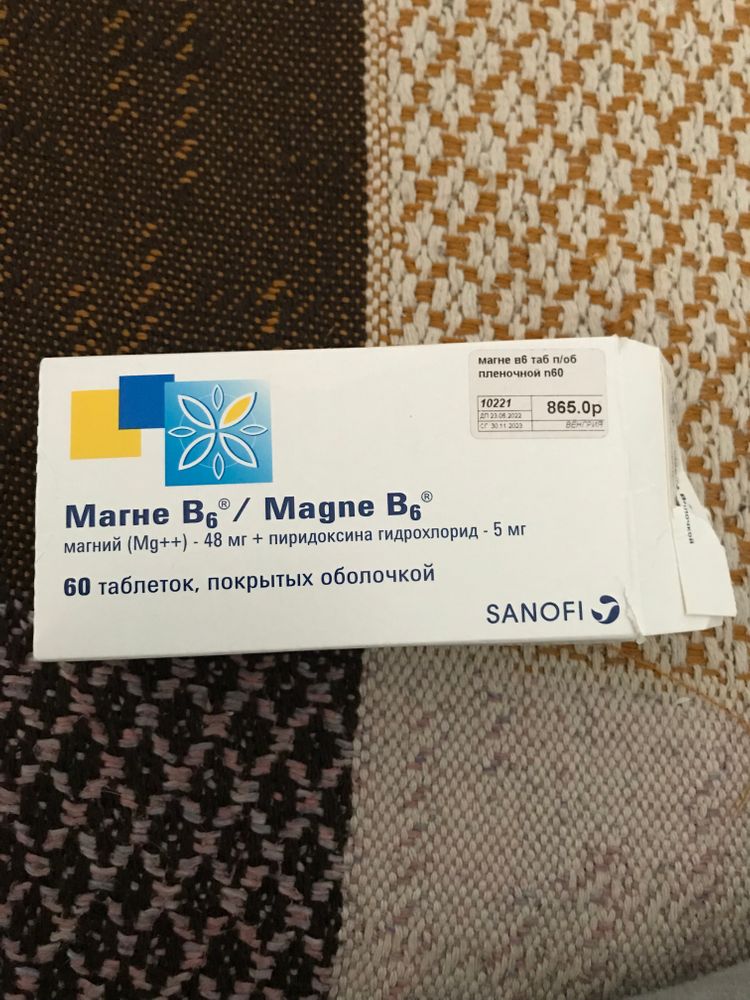 магне в6 таб п/об
пленочной n60
10221
865.0р
ДП 23.06.2022
СГ 30.11.2023
ВЕНГРИЯ
Магне B6® / Magne B6®
магний (Mg++) - 48 мг + пиридоксина гидрохлорид - 5 мг
60 таблеток, покрытых оболочкой
SANOFI